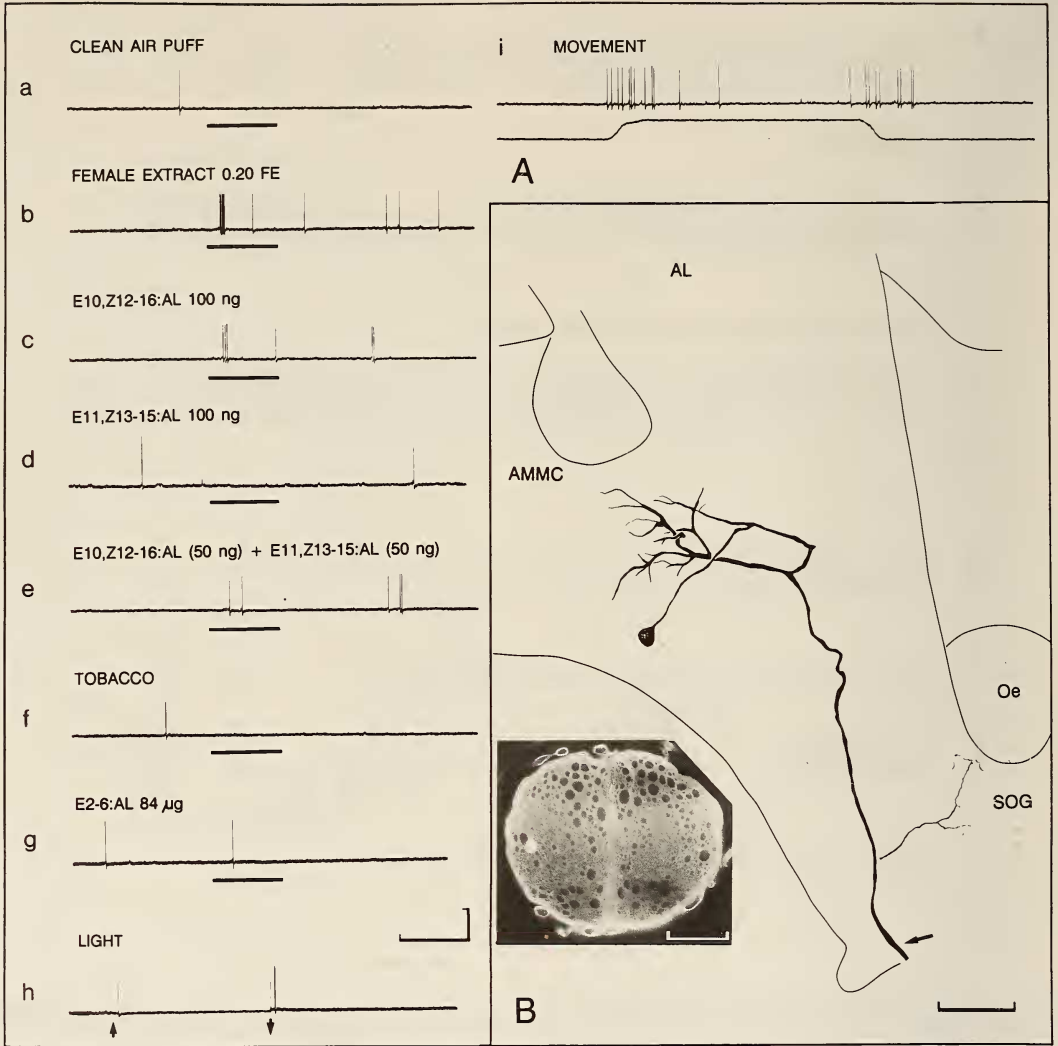 CLEAN AIR PUFF
a
FEMALE EXTRACT 0.20 FE
b
E10,Z12-16:AL 100 ng
c
E11,Z13-15:AL 100 ng
d
E10,Z12-16:AL (50 ng) + E11,Z13-15:AL (50 ng)
e
TOBACCO
f
E2-6:AL 84 µg
g
LIGHT
h
i MOVEMENT
A
AL
AMMC
Oe
SOG
B